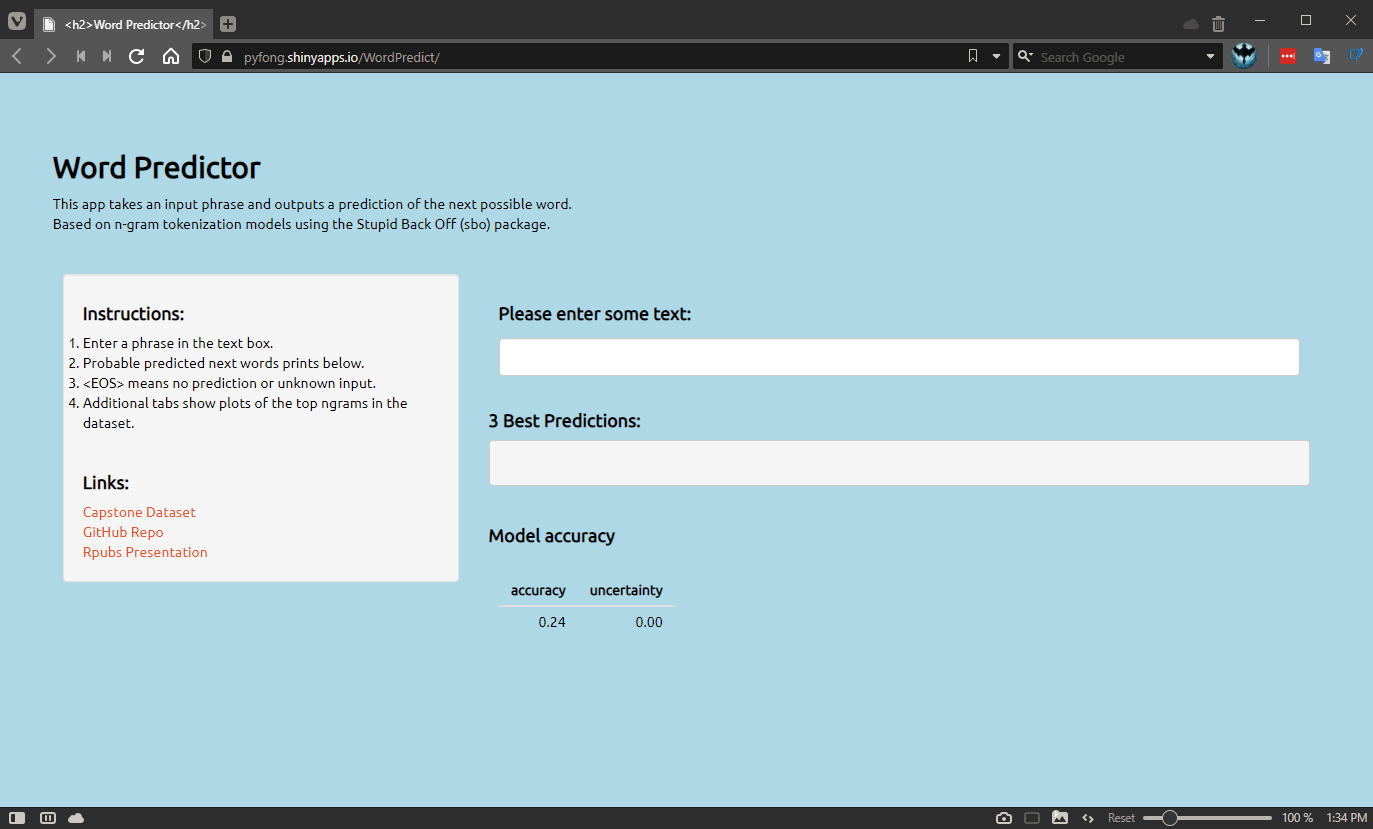 <h2>Word Predictor</h2>
pyfong.shinyapps.io/WordPredict/
Search Google
Word Predictor
This app takes an input phrase and outputs a prediction of the next possible word.
Based on n-gram tokenization models using the Stupid Back Off (sbo) package.
Instructions:
1. Enter a phrase in the text box.
2. Probable predicted next words prints below.
3. <EOS> means no prediction or unknown input.
4. Additional tabs show plots of the top ngrams in the
dataset.
Links:
Capstone Dataset
GitHub Repo
Rpubs Presentation
Please enter some text:
3 Best Predictions:
Model accuracy
accuracy uncertainty
0.24 0.00
Reset 100 % 1:34 PM